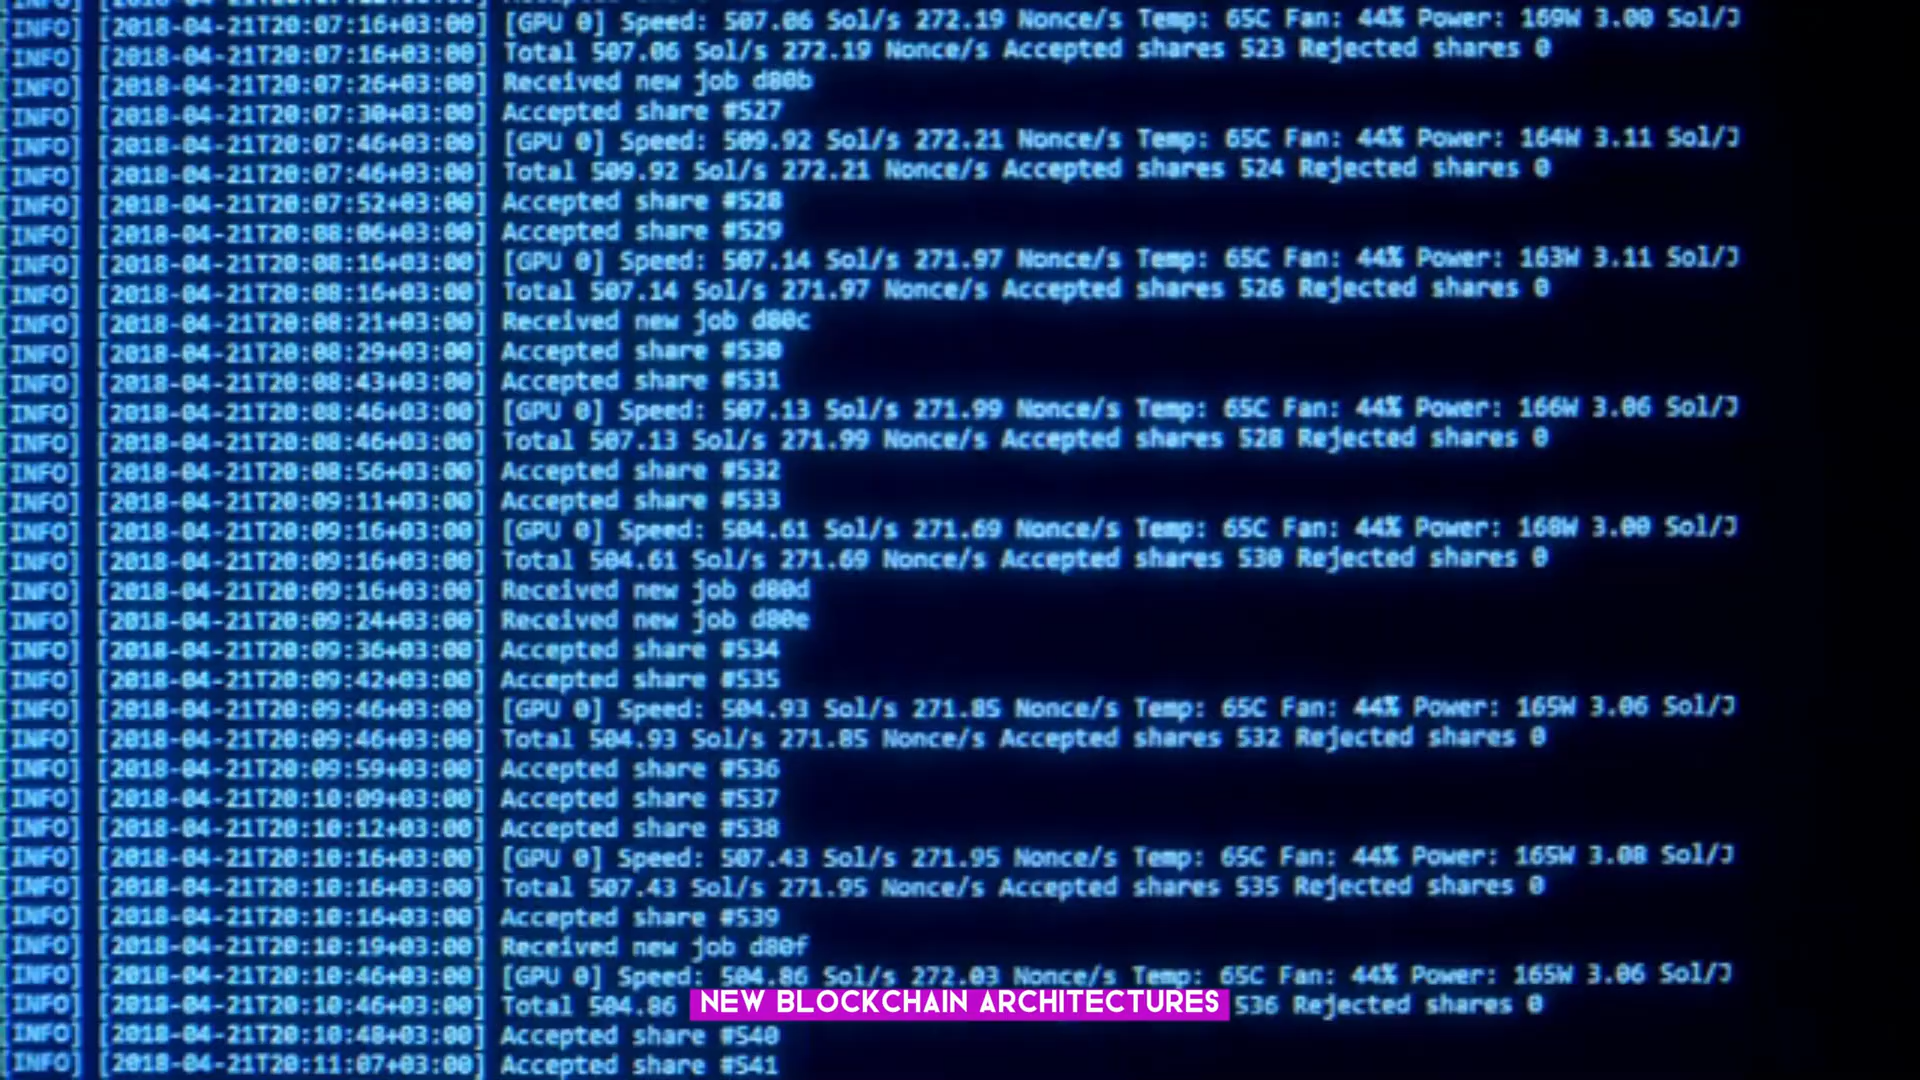 [INFO] [2018-04-21T20:07:16+03:00] [GPU 0] Speed: 507.06 Sol/s 272.19 Nonce/s Temp: 65C Fan: 44% Power: 169W 3.00 Sol/J
[INFO] [2018-04-21T20:07:16+03:00] Total 507.06 Sol/s 272.19 Nonce/s Accepted shares 523 Rejected shares 0
[INFO] [2018-04-21T20:07:26+03:00] Received new job d80b
[INFO] [2018-04-21T20:07:30+03:00] Accepted share #527
[INFO] [2018-04-21T20:07:46+03:00] [GPU 0] Speed: 509.92 Sol/s 272.21 Nonce/s Temp: 65C Fan: 44% Power: 164W 3.11 Sol/J
[INFO] [2018-04-21T20:07:46+03:00] Total 509.92 Sol/s 272.21 Nonce/s Accepted shares 524 Rejected shares 0
[INFO] [2018-04-21T20:07:52+03:00] Accepted share #528
[INFO] [2018-04-21T20:08:06+03:00] Accepted share #529
[INFO] [2018-04-21T20:08:16+03:00] [GPU 0] Speed: 507.14 Sol/s 271.97 Nonce/s Temp: 65C Fan: 44% Power: 163W 3.11 Sol/J
[INFO] [2018-04-21T20:08:16+03:00] Total 507.14 Sol/s 271.97 Nonce/s Accepted shares 526 Rejected shares 0
[INFO] [2018-04-21T20:08:21+03:00] Received new job d80c
[INFO] [2018-04-21T20:08:29+03:00] Accepted share #530
[INFO] [2018-04-21T20:08:43+03:00] Accepted share #531
[INFO] [2018-04-21T20:08:46+03:00] [GPU 0] Speed: 507.13 Sol/s 271.99 Nonce/s Temp: 65C Fan: 44% Power: 166W 3.06 Sol/J
[INFO] [2018-04-21T20:08:46+03:00] Total 507.13 Sol/s 271.99 Nonce/s Accepted shares 528 Rejected shares 0
[INFO] [2018-04-21T20:08:56+03:00] Accepted share #532
[INFO] [2018-04-21T20:09:11+03:00] Accepted share #533
[INFO] [2018-04-21T20:09:16+03:00] [GPU 0] Speed: 504.61 Sol/s 271.69 Nonce/s Temp: 65C Fan: 44% Power: 168W 3.00 Sol/J
[INFO] [2018-04-21T20:09:16+03:00] Total 504.61 Sol/s 271.69 Nonce/s Accepted shares 530 Rejected shares 0
[INFO] [2018-04-21T20:09:16+03:00] Received new job d80d
[INFO] [2018-04-21T20:09:24+03:00] Received new job d80e
[INFO] [2018-04-21T20:09:36+03:00] Accepted share #534
[INFO] [2018-04-21T20:09:42+03:00] Accepted share #535
[INFO] [2018-04-21T20:09:46+03:00] [GPU 0] Speed: 504.93 Sol/s 271.85 Nonce/s Temp: 65C Fan: 44% Power: 165W 3.06 Sol/J
[INFO] [2018-04-21T20:09:46+03:00] Total 504.93 Sol/s 271.85 Nonce/s Accepted shares 532 Rejected shares 0
[INFO] [2018-04-21T20:09:59+03:00] Accepted share #536
[INFO] [2018-04-21T20:10:09+03:00] Accepted share #537
[INFO] [2018-04-21T20:10:12+03:00] Accepted share #538
[INFO] [2018-04-21T20:10:16+03:00] [GPU 0] Speed: 507.43 Sol/s 271.95 Nonce/s Temp: 65C Fan: 44% Power: 165W 3.08 Sol/J
[INFO] [2018-04-21T20:10:16+03:00] Total 507.43 Sol/s 271.95 Nonce/s Accepted shares 535 Rejected shares 0
[INFO] [2018-04-21T20:10:16+03:00] Accepted share #539
[INFO] [2018-04-21T20:10:19+03:00] Received new job d80f
[INFO] [2018-04-21T20:10:46+03:00] [GPU 0] Speed: 504.86 Sol/s 272.03 Nonce/s Temp: 65C Fan: 44% Power: 165W 3.06 Sol/J
[INFO] [2018-04-21T20:10:46+03:00] Total 504.86 536 Rejected shares 0
NEW BLOCKCHAIN ARCHITECTURES
[INFO] [2018-04-21T20:10:48+03:00] Accepted share #540
[INFO] [2018-04-21T20:11:07+03:00] Accepted share #541